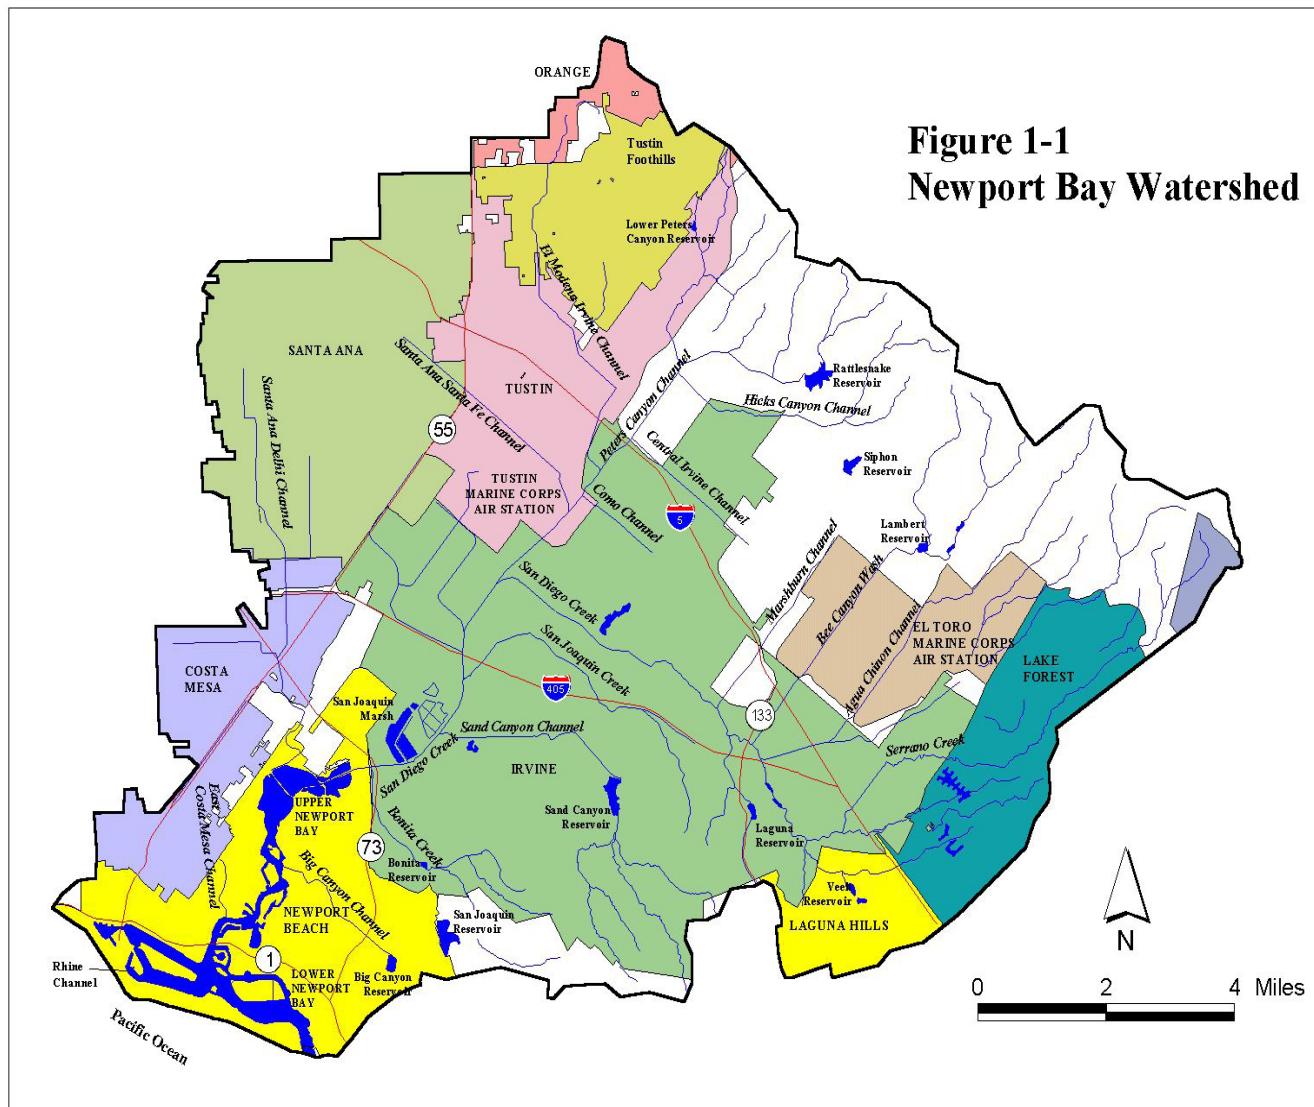 ORANGE
Figure 1-1
Newport Bay Watershed
Tustin
Foothills
Lower Peters
Canyon Reservoir
El Modena Irvine Channel
SANTA ANA
Santa Ana Santa Fe Channel
TUSTIN
Peters Canyon Channel
Rattlesnake
Reservoir
Hicks Canyon Channel
Santa Ana Delhi Channel
55
Central Irvine Channel
Siphon
Reservoir
TUSTIN
MARINE CORPS
AIR STATION
Como Channel
5
Lambert
Reservoir
Marshburn Channel
Bee Canyon Wash
San Diego Creek
San Joaquin Creek
Agua Chinon Channel
EL TORO
MARINE CORPS
AIR STATION
LAKE
FOREST
COSTA
MESA
405
San Joaquin
Marsh
133
Sand Canyon Channel
San Diego Creek
Serrano Creek
IRVINE
East
Costa Mesa Channel
UPPER
NEWPORT
BAY
Sand Canyon
Reservoir
Laguna
Reservoir
Bonita Creek
73
Bonita
Reservoir
Big Canyon Channel
Veeh
Reservoir
NEWPORT
BEACH
San Joaquin
Reservoir
LAGUNA HILLS
N
1
Rhine
Channel
LOWER
NEWPORT
BAY
Big Canyon
Reservoir
0 2 4 Miles
Pacific Ocean